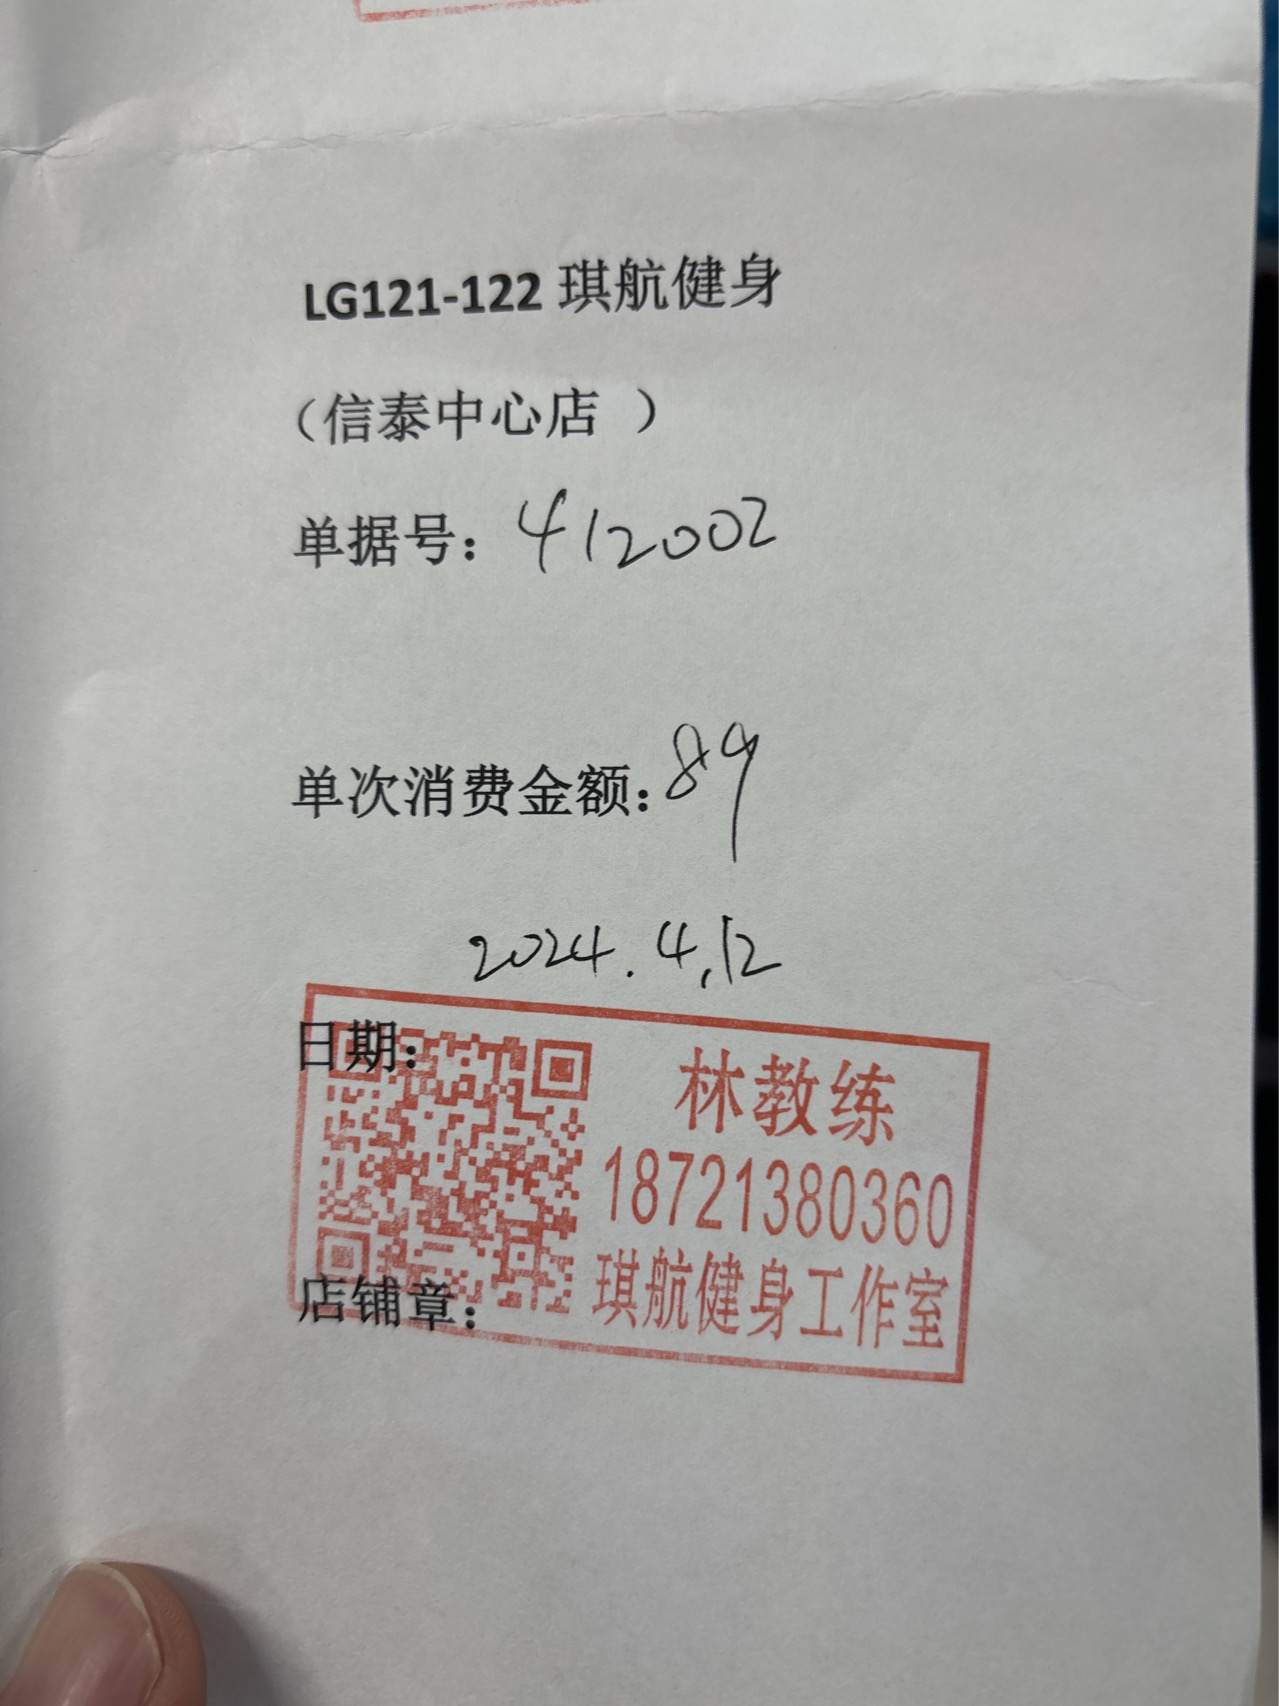 LG121-122 琪航健身
（信泰中心店 ）
单据号：412002
单次消费金额：89
2024.4.12
日期：
林教练
18721380360
琪航健身工作室
店铺章：